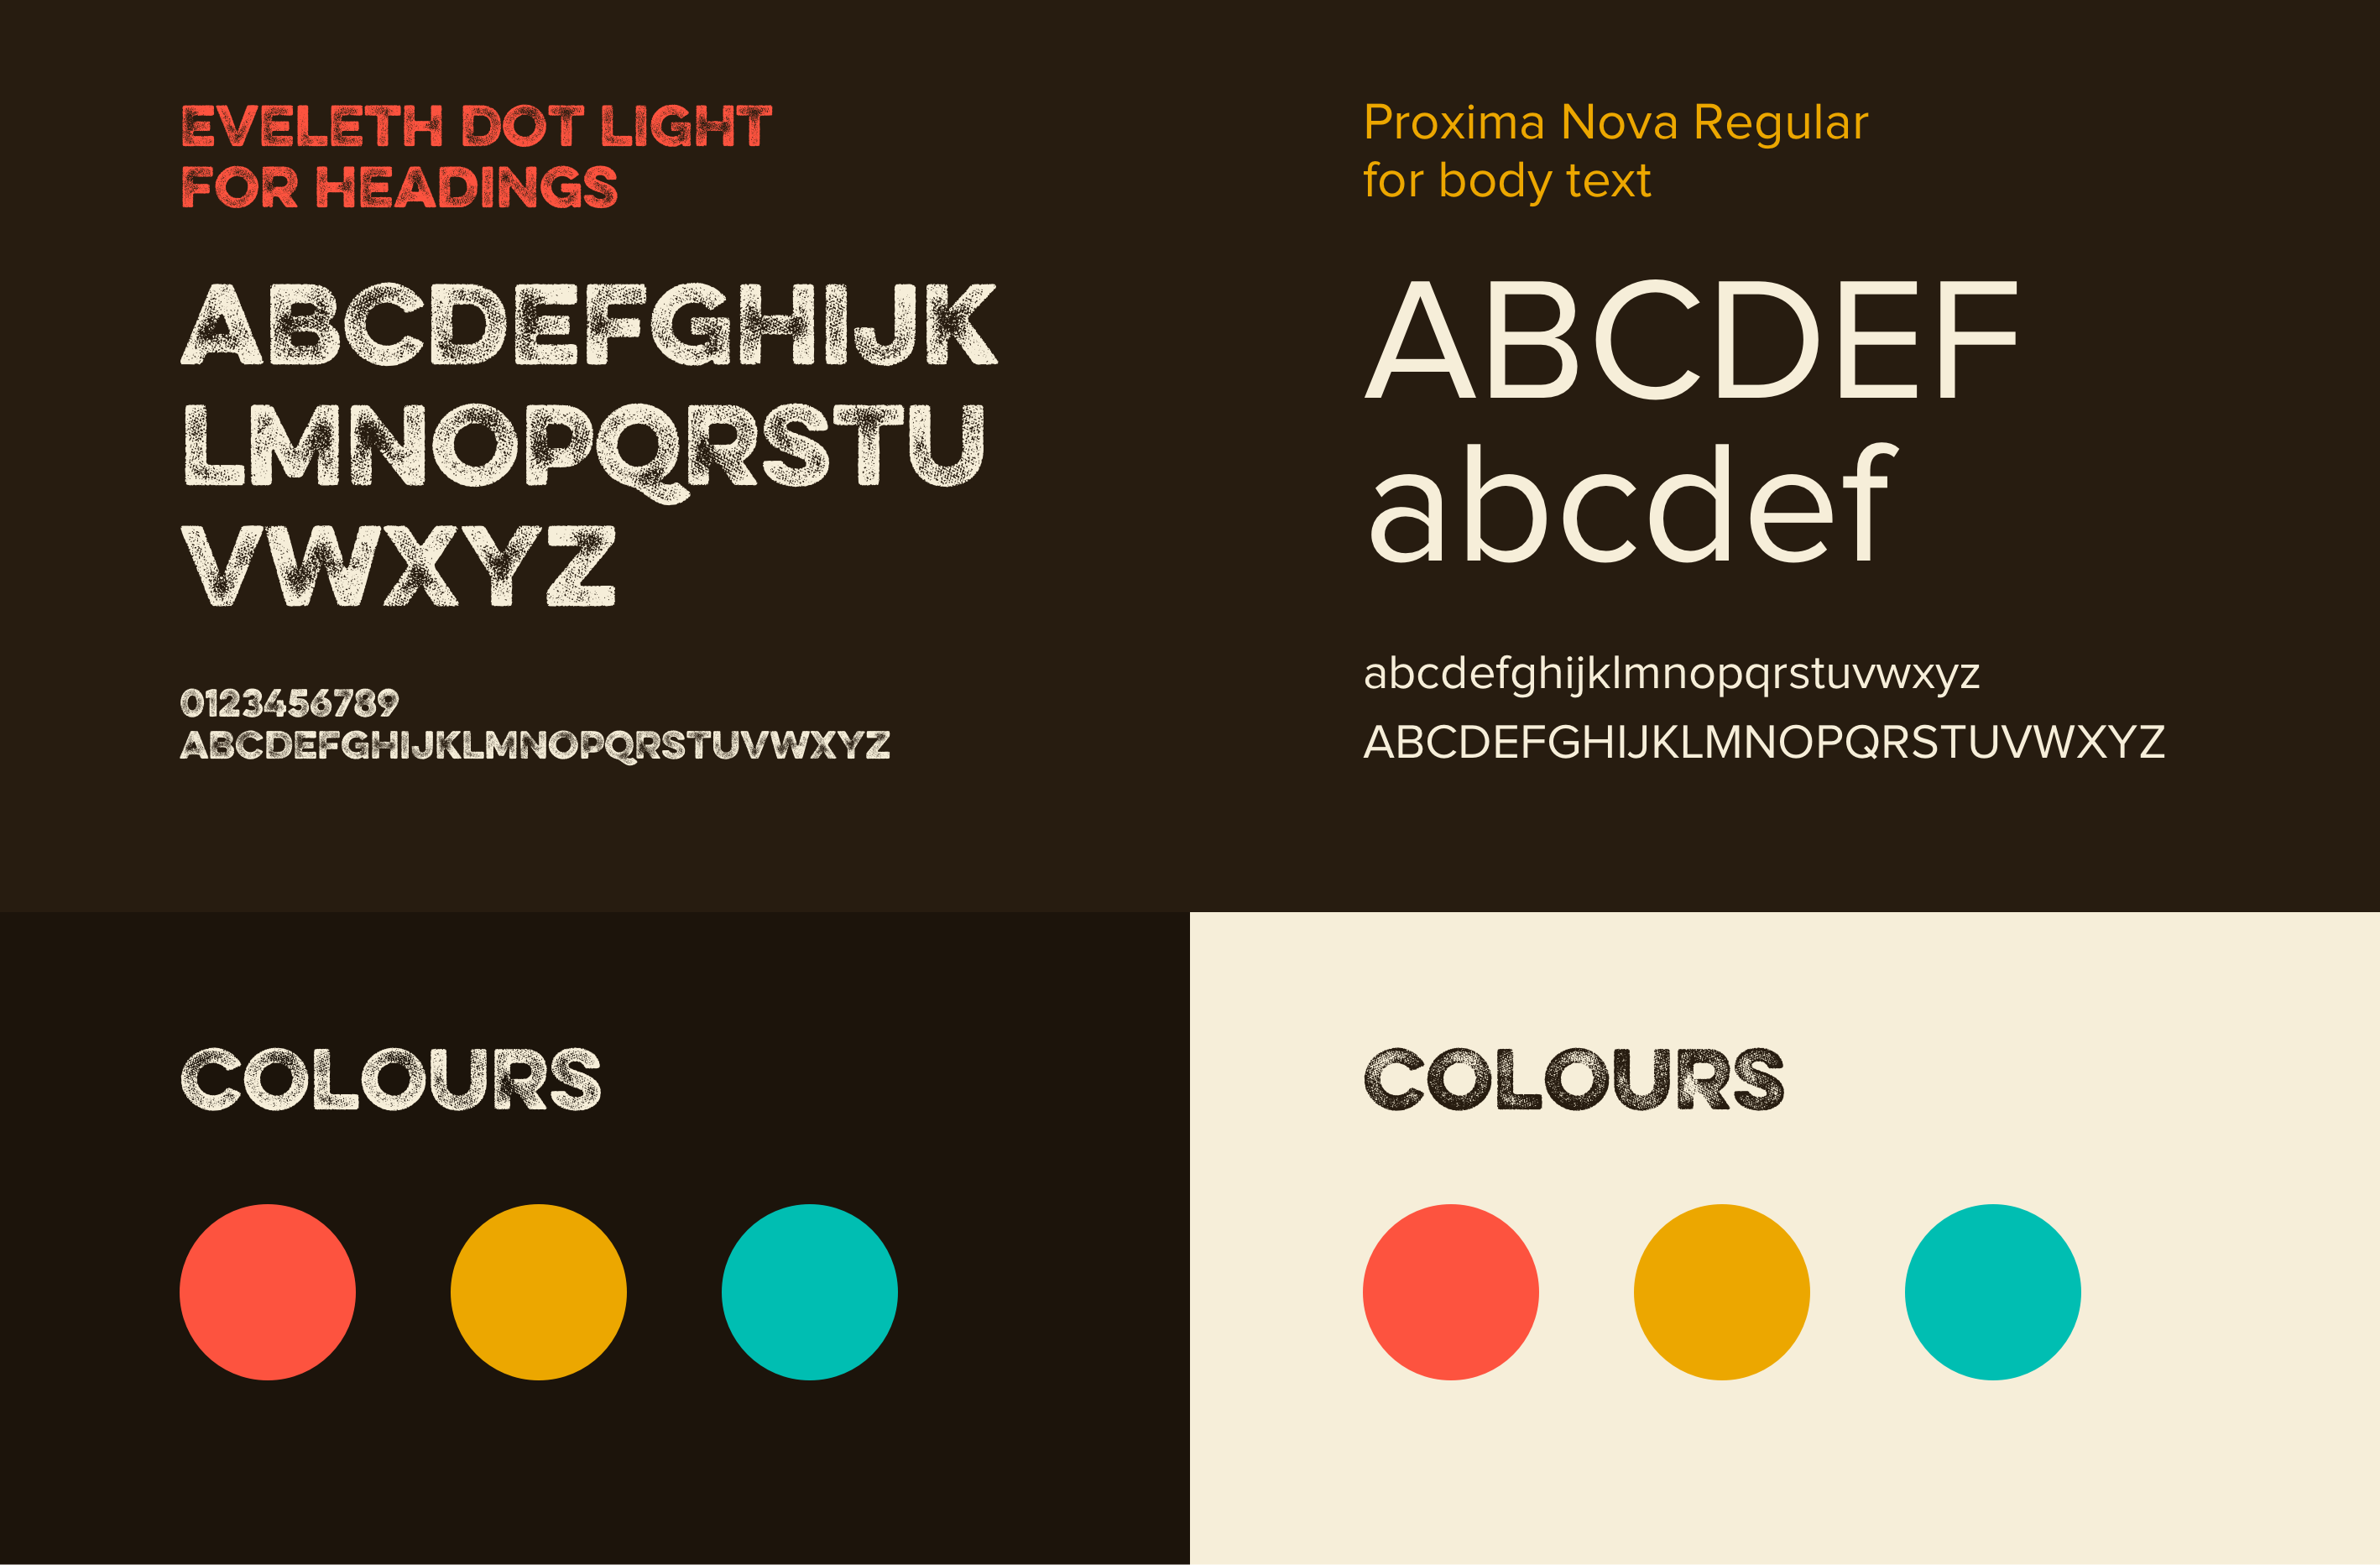 EVELETH DOT LIGHT
FOR HEADINGS
ABCDEFGHIJK
LMNOPQRSTU
VWXYZ
0123456789
ABCDEFGHIJKLMNOPQRSTUVWXYZ
Proxima Nova Regular
for body text
ABCDEF
abcdef
abcdefghijklmnopqrstuvwxyz
ABCDEFGHIJKLMNOPQRSTUVWXYZ
COLOURS
COLOURS